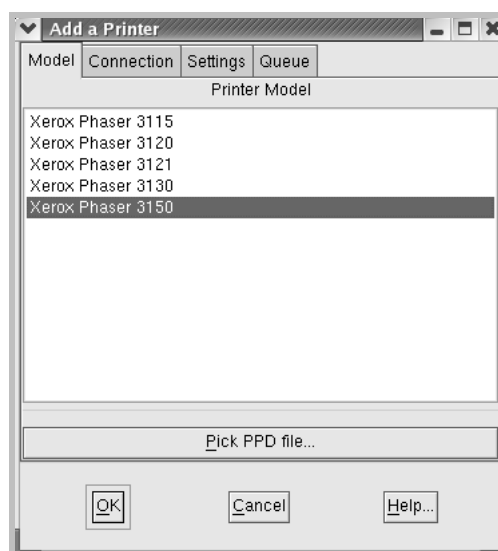 Add a Printer
Model Connection Settings Queue
Printer Model
Xerox Phaser 3115
Xerox Phaser 3120
Xerox Phaser 3121
Xerox Phaser 3130
Xerox Phaser 3150
Pick PPD file...
OK Cancel Help...